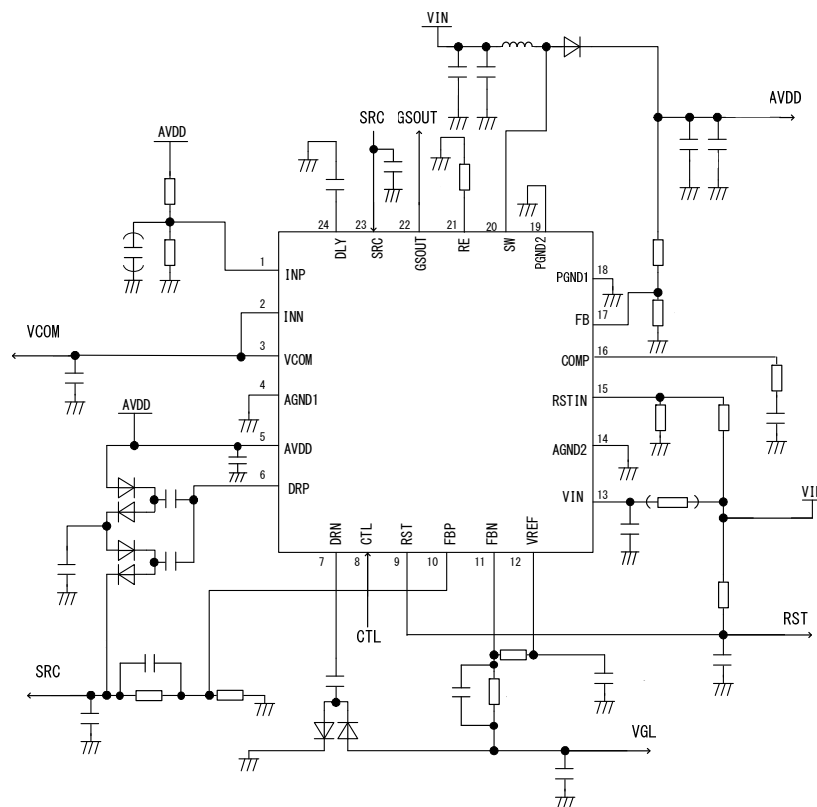 VIN
AVDD
SRC GSOUT
AVDD
24 23 22 21 20 19
DLY SRC GSOUT RE SW PGND2
1 INP
2 INN
VCOM
3 VCOM
4 AGND1
AVDD
5 AVDD
6 DRP
PGND1 18
FB 17
COMP 16
RSTIN 15
AGND2 14
VIN 13
DRN CTL RST FBP FBN VREF
7 8 9 10 11 12
RST
CTL
SRC
VGL